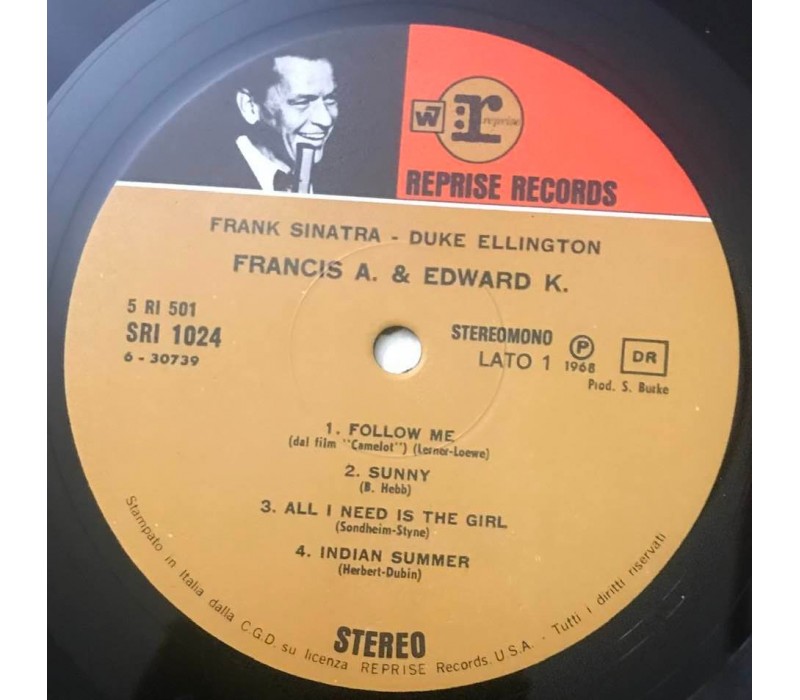 W7
r
reprise
REPRISE RECORDS
FRANK SINATRA - DUKE ELLINGTON
FRANCIS A. & EDWARD K.
5 RI 501
SRI 1024
6 - 30739
STEREOMONO
LATO 1
P
1968
DR
Prod. S. Burke
1. FOLLOW ME
(dal film "Camelot") (Lerner-Loewe)
2. SUNNY
(B. Hebb)
3. ALL I NEED IS THE GIRL
(Sondheim-Styne)
4. INDIAN SUMMER
(Herbert-Dubin)
STEREO
Stampato in Italia dalla C.G.D. su licenza REPRISE Records. U.S.A. · Tutti i diritti riservati